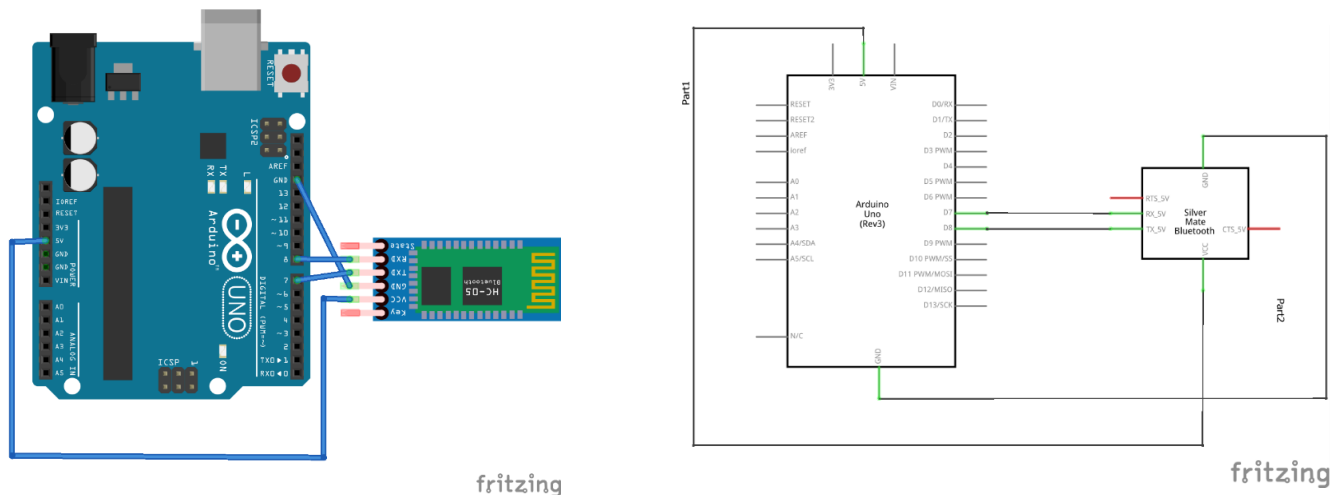 RESET
ICSP2
AREF
GND
13
12
~11
~10
~9
8
7
~6
~5
4
~3
2
TX0▶1
RX0◀0
DIGITAL (PWM=~)
L
TX
RX
Arduino™
UNO
ON
ICSP
1
IOREF
RESET
3V3
5V
GND
GND
VIN
POWER
A0
A1
A2
A3
A4
A5
ANALOG IN
State
RXD
TXD
GND
VCC
Key
HC-05
Bluetooth
fritzing
Part1
3V3
5V
VIN
RESET
RESET2
AREF
ioref
A0
A1
A2
A3
A4/SDA
A5/SCL
N/C
Arduino
Uno
(Rev3)
D0/RX
D1/TX
D2
D3 PWM
D4
D5 PWM
D6 PWM
D7
D8
D9 PWM
D10 PWM/SS
D11 PWM/MOSI
D12/MISO
D13/SCK
GND
GND
RTS_5V
RX_5V
TX_5V
Silver
Mate
Bluetooth
CTS_5V
VCC
Part2
fritzing